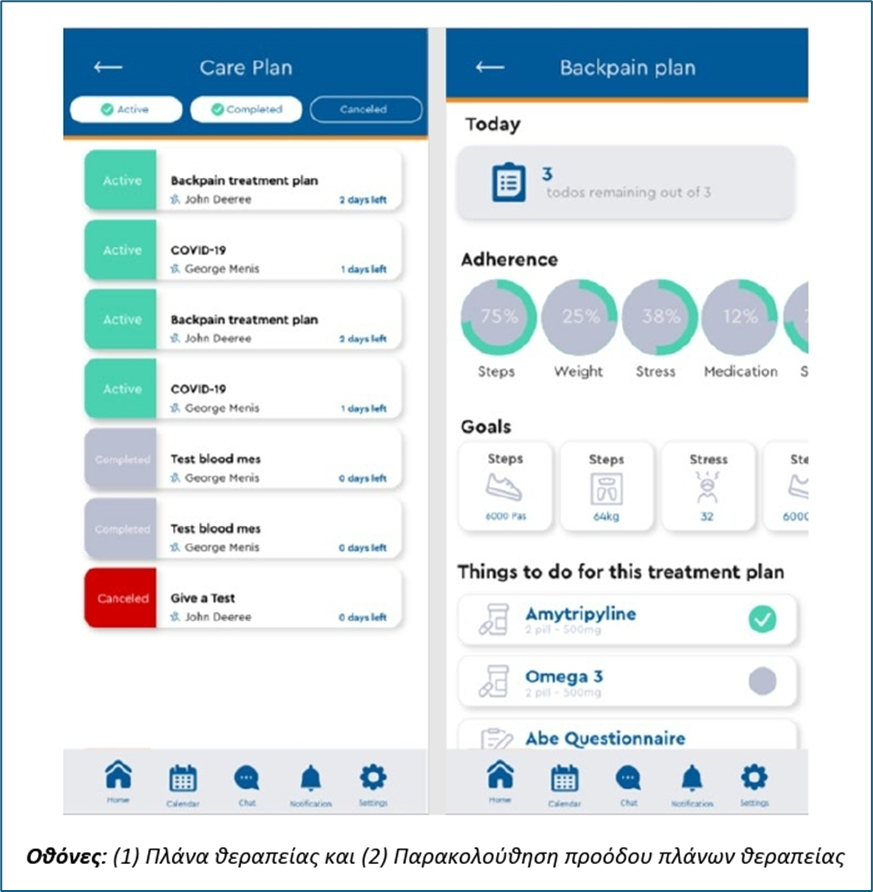 Care Plan
Active
Completed
Canceled
Active
Backpain treatment plan
John Deeree
2 days left
Active
COVID-19
George Menis
1 days left
Active
Backpain treatment plan
John Deeree
2 days left
Active
COVID-19
George Menis
1 days left
Completed
Test blood mes
George Menis
0 days left
Completed
Test blood mes
George Menis
0 days left
Canceled
Give a Test
John Deeree
0 days left
Home
Calendar
Chat
Notification
Settings
Backpain plan
Today
3
todos remaining out of 3
Adherence
75%
25%
38%
12%
Steps
Weight
Stress
Medication
S
Goals
Steps
6000 Pas
Steps
64kg
Stress
32
Ste
6000
Things to do for this treatment plan
Amytripyline
2 pill - 500mg
Omega 3
2 pill - 500mg
Abe Questionnaire
Home
Calendar
Chat
Notification
Settings
Οθόνες: (1) Πλάνα θεραπείας και (2) Παρακολούθηση προόδου πλάνων θεραπείας